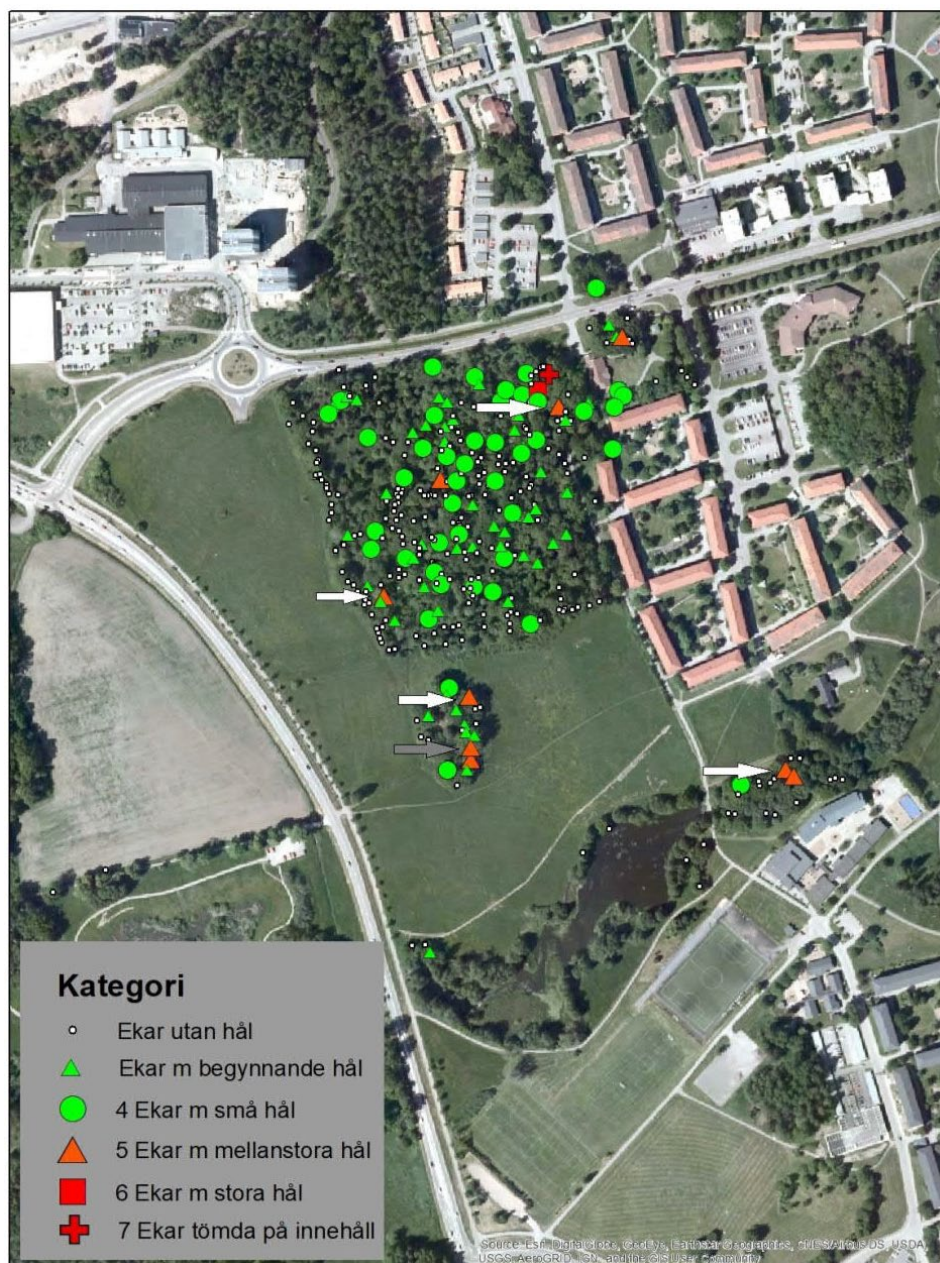 Kategori
Ekar utan hål
Ekar m begynnande hål
4 Ekar m små hål
5 Ekar m mellanstora hål
6 Ekar m stora hål
7 Ekar tömda på innehåll
Source: Esri, DigitalGlobe, GeoEye, Earthstar Geographics, CNES/Airbus DS, USDA,
USGS, AeroGRID, IGN, and the GIS User Community